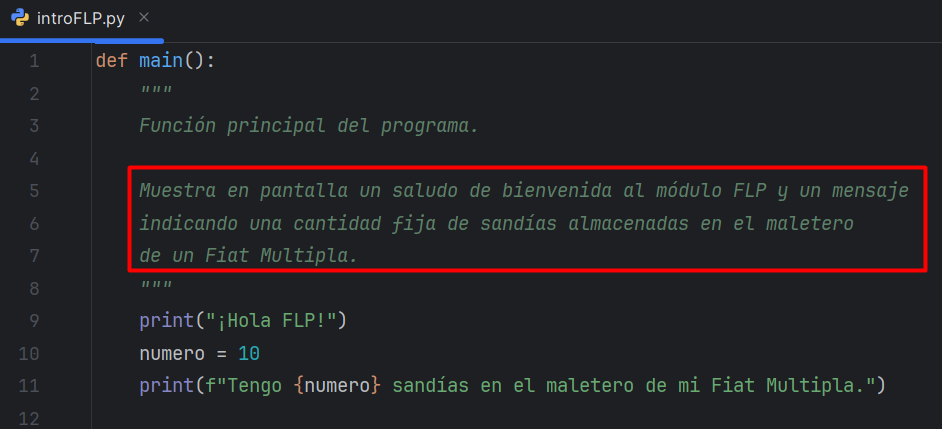 introFLP.py ×
1 def main():
2 """
3 Función principal del programa.
4
5 Muestra en pantalla un saludo de bienvenida al módulo FLP y un mensaje
6 indicando una cantidad fija de sandías almacenadas en el maletero
7 de un Fiat Multipla.
8 """
9 print("¡Hola FLP!")
10 numero = 10
11 print(f"Tengo {numero} sandías en el maletero de mi Fiat Multipla.")
12